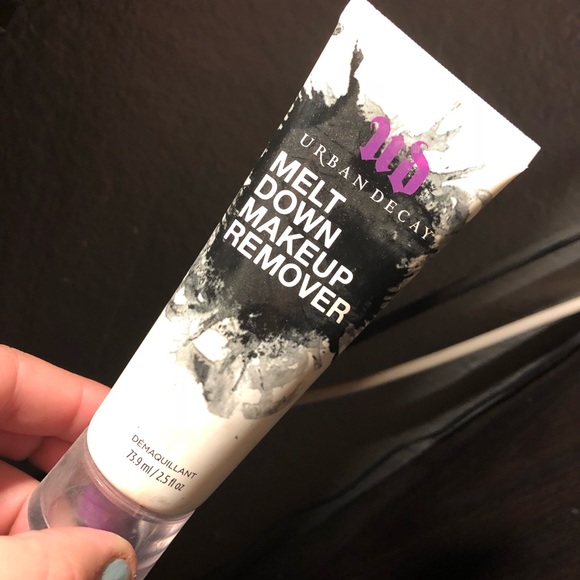 ud
URBAN DECAY
MELT
DOWN
MAKEUP
REMOVER
DÉMAQUILLANT
73.9 ml / 2.5 fl oz